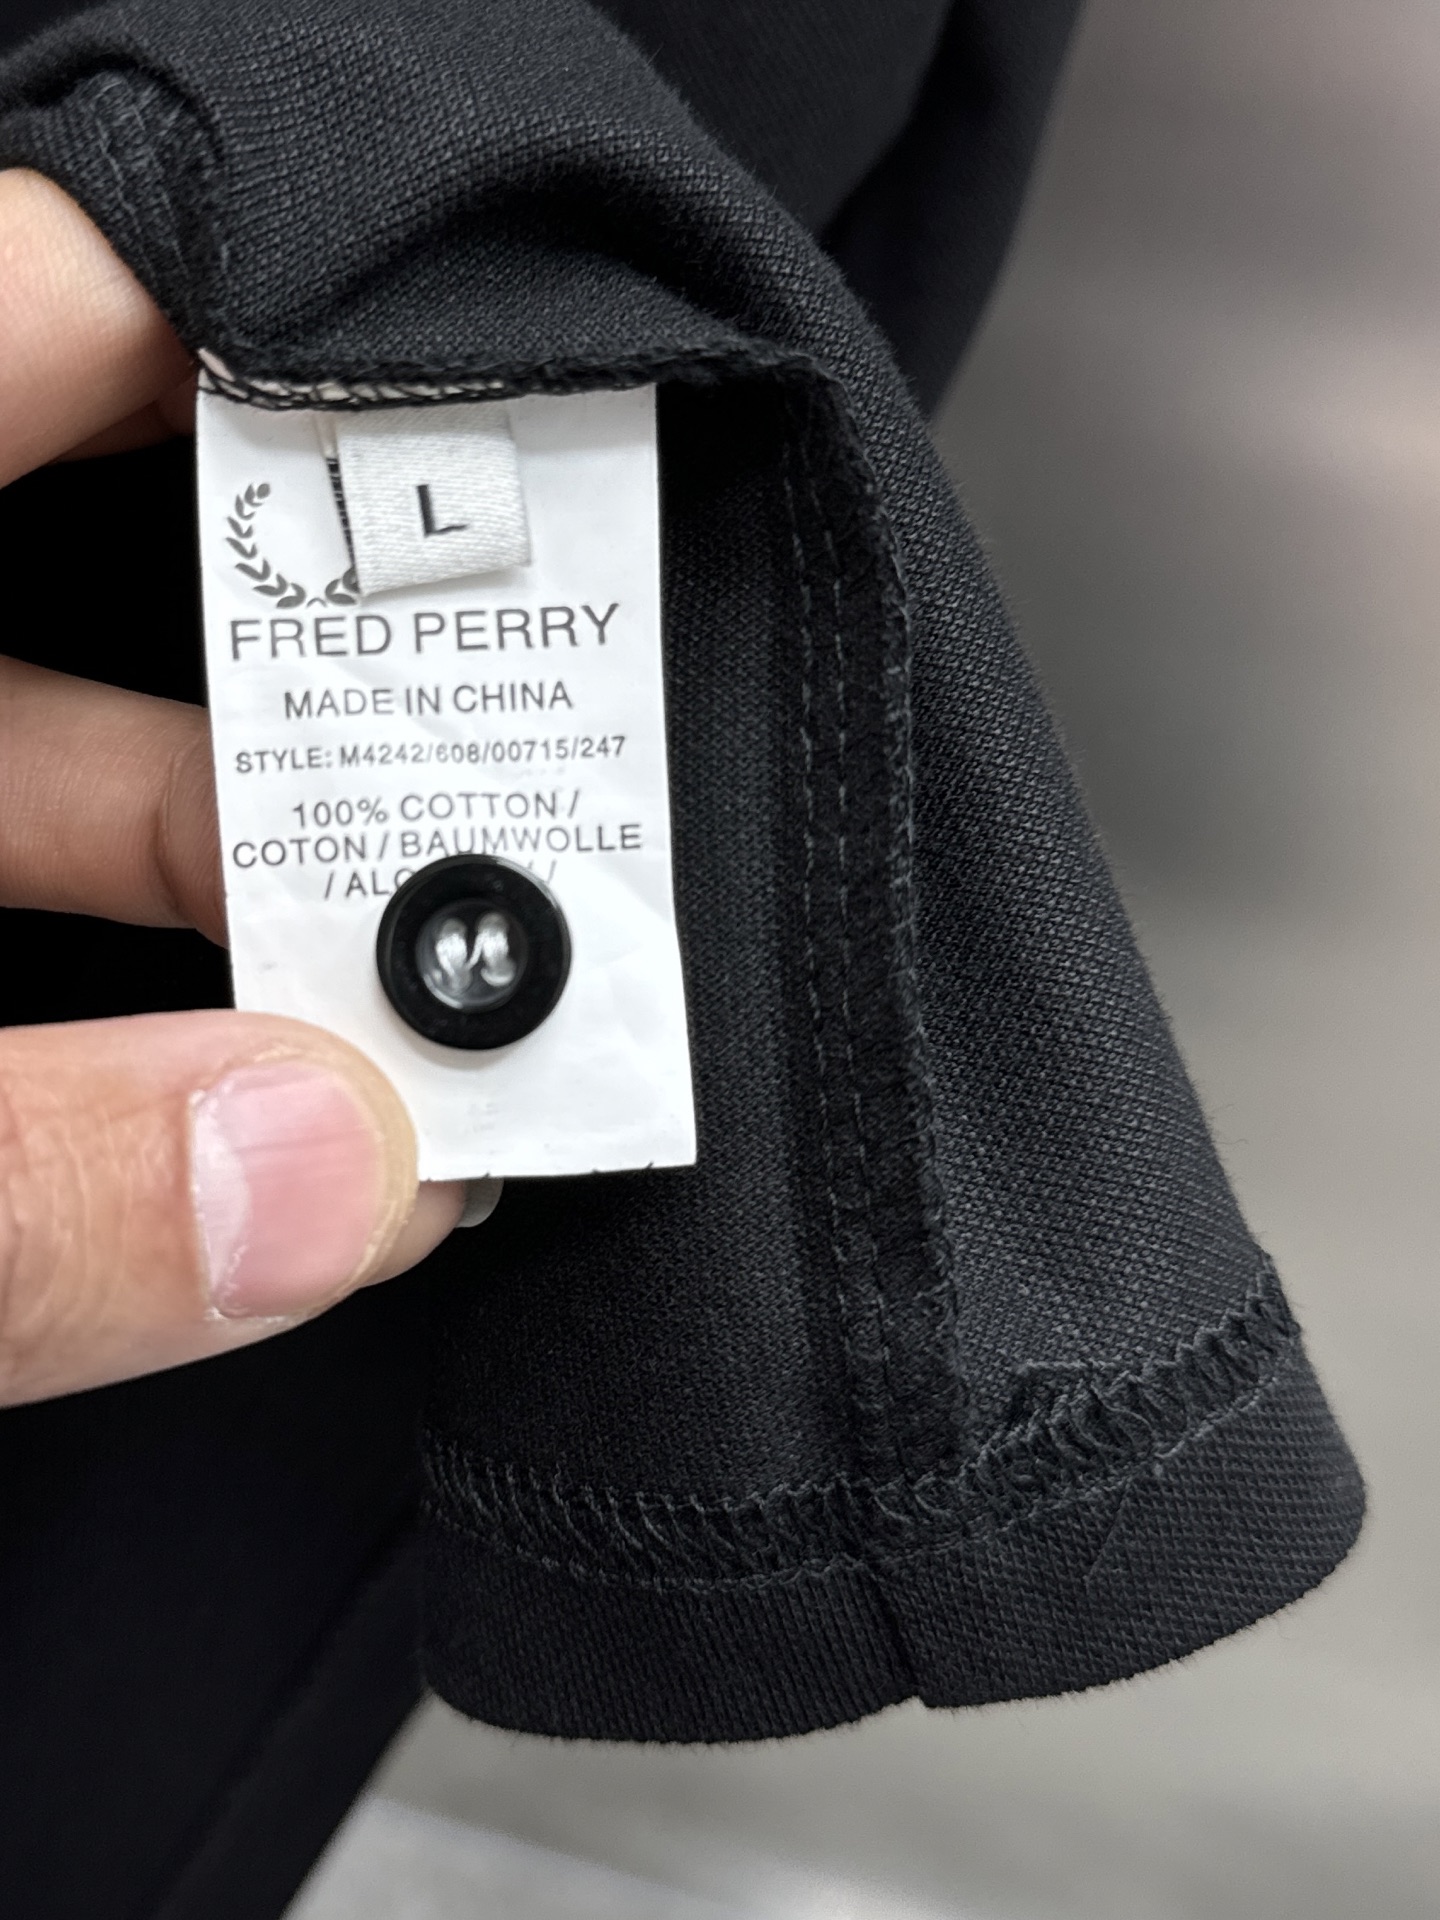 L
FRED PERRY
MADE IN CHINA
STYLE: M4242/608/00715/247
100% COTTON /
COTON / BAUMWOLLE
/